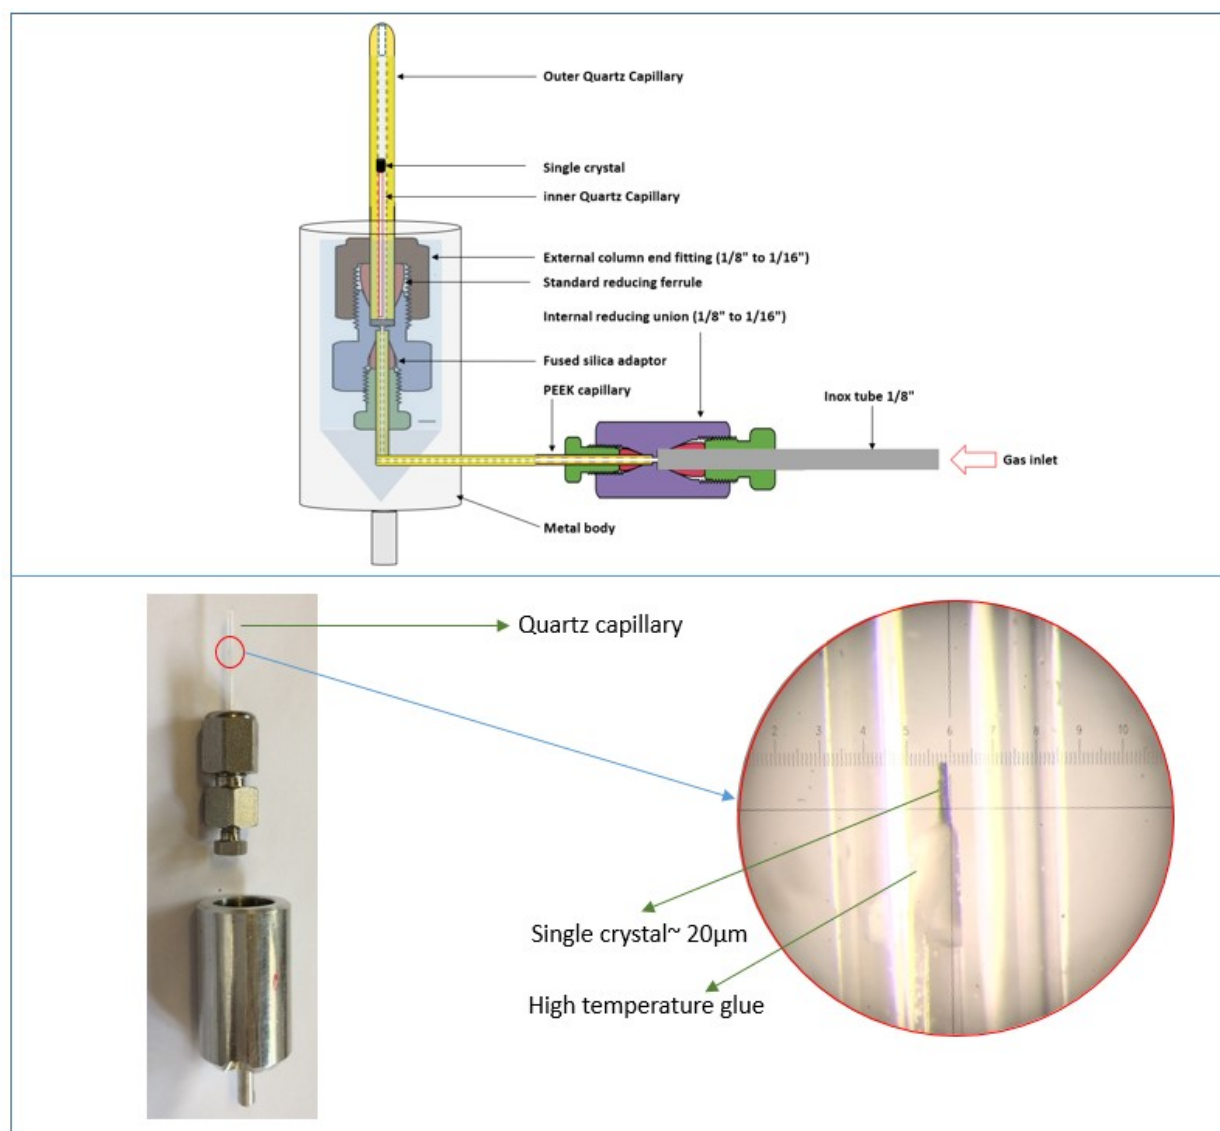 Outer Quartz Capillary
Single crystal
inner Quartz Capillary
External column end fitting (1/8" to 1/16")
Standard reducing ferrule
Internal reducing union (1/8" to 1/16")
Fused silica adaptor
PEEK capillary
Inox tube 1/8"
Gas inlet
Metal body
Quartz capillary
2 3 4 5 6 7 8 9 10
Single crystal~ 20µm
High temperature glue